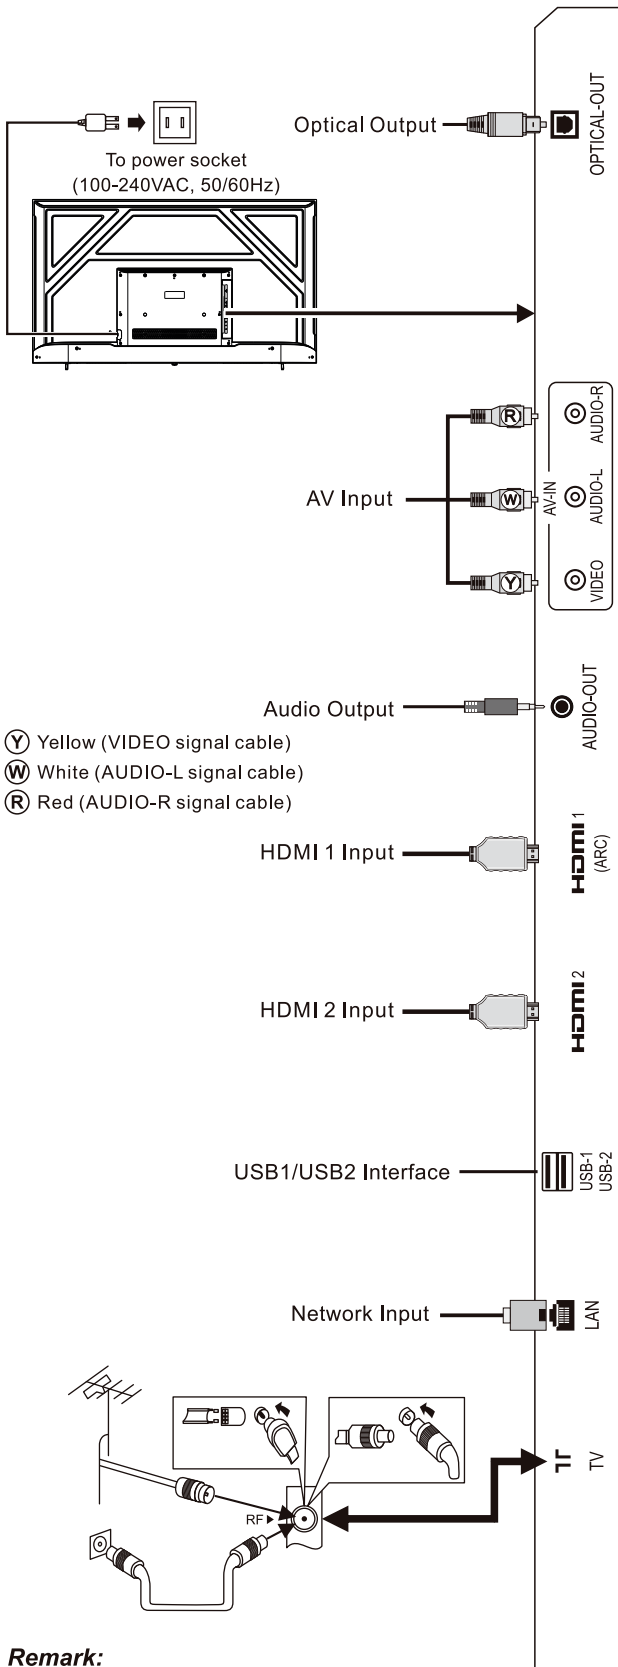 Optical Output
OPTICAL-OUT
To power socket
(100-240VAC, 50/60Hz)
R
AUDIO-R
AV Input
W
AV-IN
AUDIO-L
Y
VIDEO
Audio Output
AUDIO-OUT
Y Yellow (VIDEO signal cable)
W White (AUDIO-L signal cable)
R Red (AUDIO-R signal cable)
HDMI 1 Input
HDMI 1
(ARC)
HDMI 2 Input
HDMI 2
USB1/USB2 Interface
USB-1
USB-2
Network Input
LAN
RF
TV
Remark: